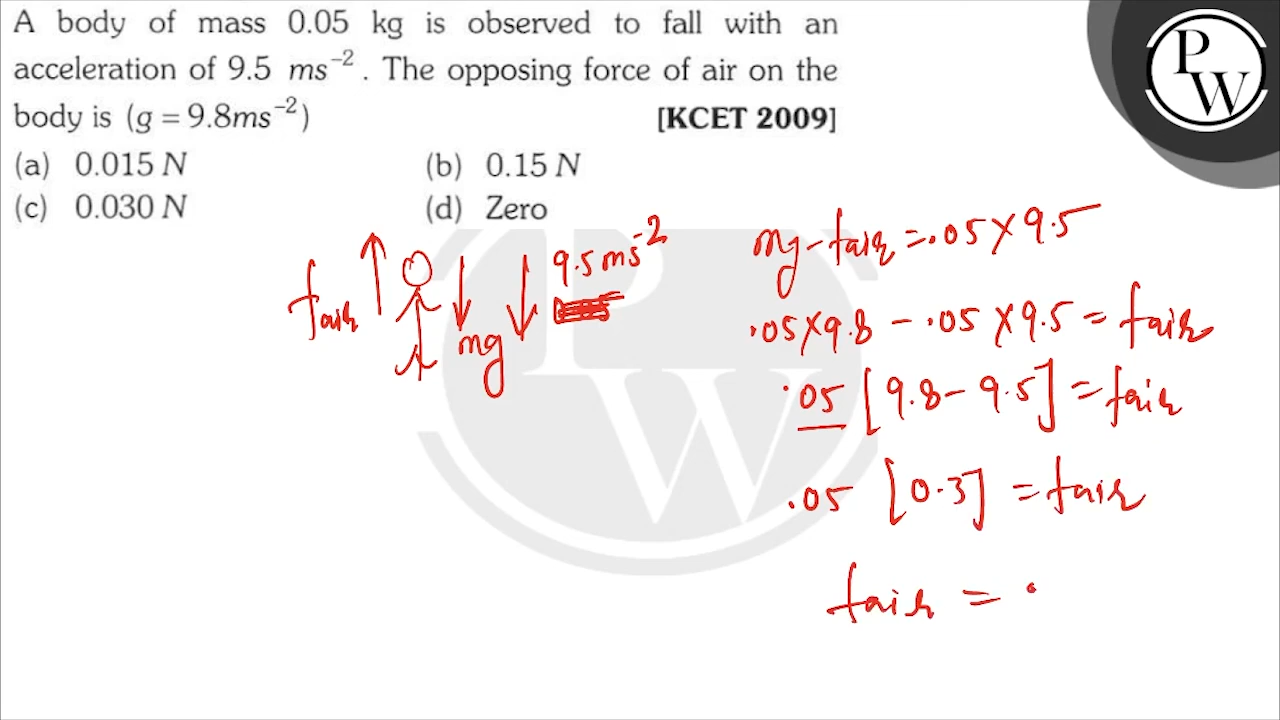 A body of mass 0.05 kg is observed to fall with an
acceleration of 9.5 ms⁻². The opposing force of air on the
body is (g = 9.8ms⁻²) [KCET 2009]
(a) 0.015 N (b) 0.15 N
(c) 0.030 N (d) Zero
PW
fair
mg
9.5ms⁻²
mg-fair=.05×9.5
.05×9.8-.05×9.5=fair
.05[9.8-9.5]=fair
.05[0.3]=fair
fair=.
PW